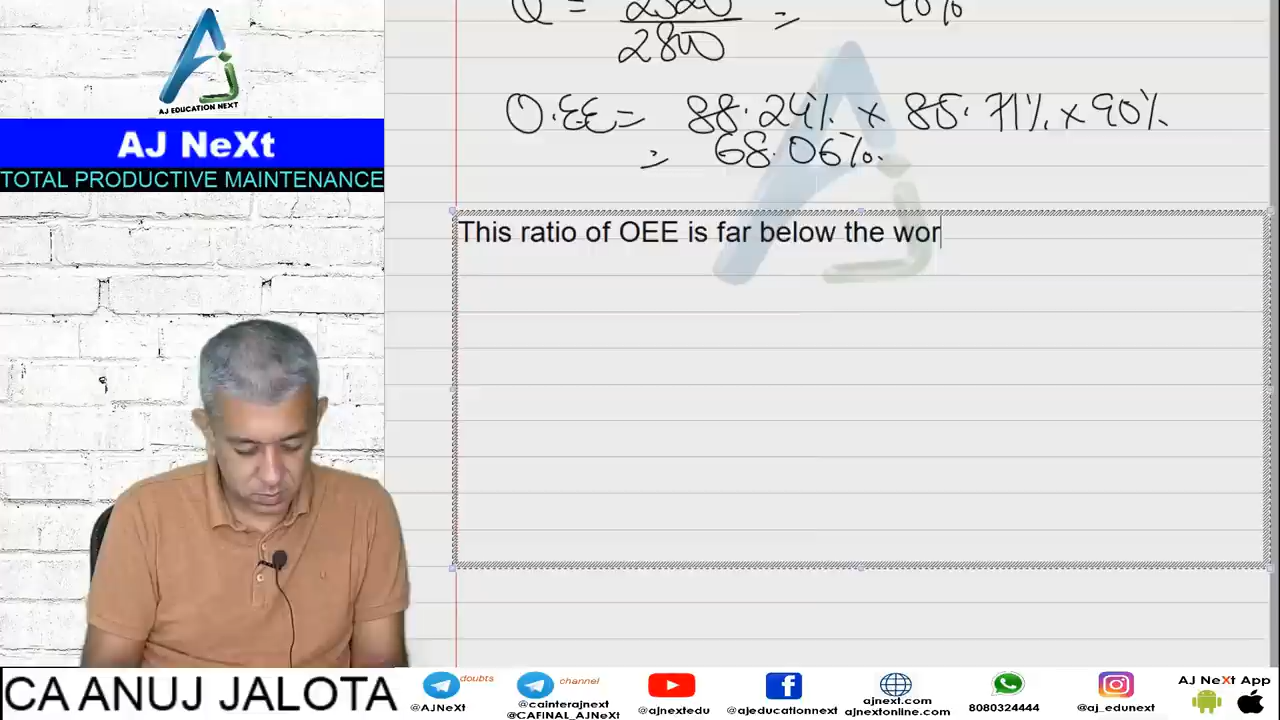 Q = 2520 = 90%
2800
O.EE = 88.24% x 85.71% x 90%
= 68.06%.
This ratio of OEE is far below the wor
AJ EDUCATION NEXT
AJ NeXt
TOTAL PRODUCTIVE MAINTENANCE
CA ANUJ JALOTA
doubts
@AJNeXt
channel
@cainterajnext
@CAFINAL_AJNeXt
@ajnextedu
@ajeducationnext
ajnext.com
ajnextonline.com
8080324444
@aj_edunext
AJ NeXt App